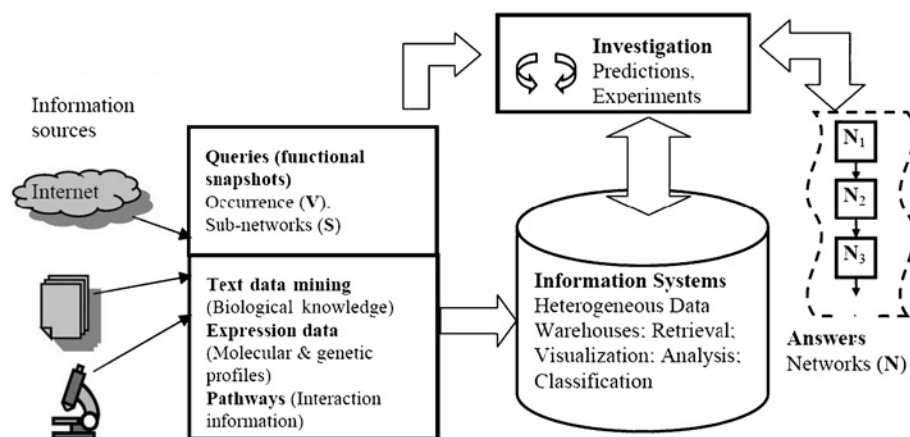 Information
sources
Internet
Queries (functional
snapshots)
Occurrence (V).
Sub-networks (S)
Text data mining
(Biological knowledge)
Expression data
(Molecular & genetic
profiles)
Pathways (Interaction
information)
Investigation
Predictions,
Experiments
Information Systems
Heterogeneous Data
Warehouses; Retrieval;
Visualization; Analysis;
Classification
N₁
N₂
N₃
Answers
Networks (N)